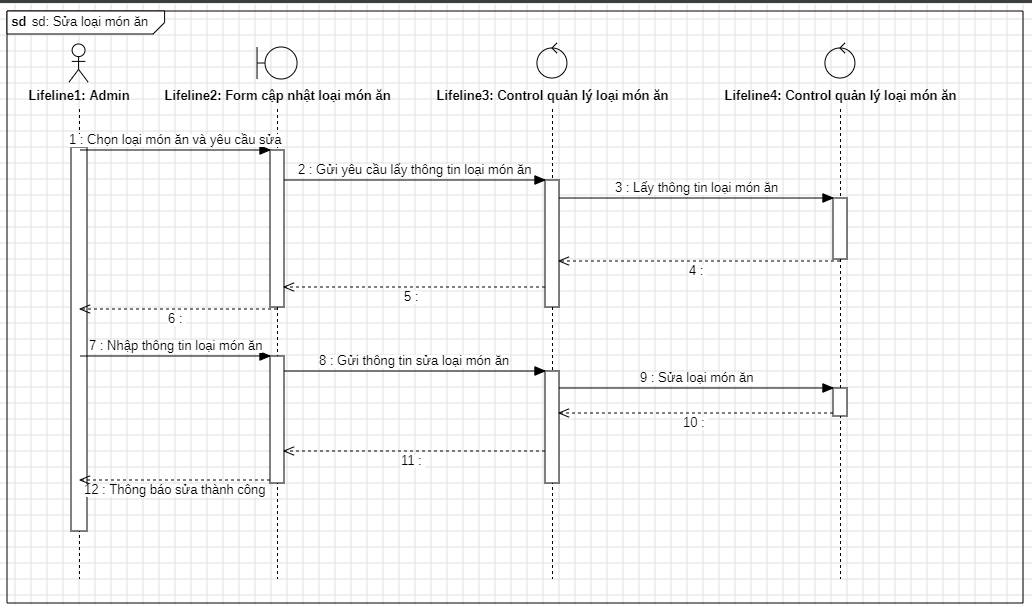 sd sd: Sửa loại món ăn
Lifeline1: Admin
Lifeline2: Form cập nhật loại món ăn
Lifeline3: Control quản lý loại món ăn
Lifeline4: Control quản lý loại món ăn
1 : Chọn loại món ăn và yêu cầu sửa
2 : Gửi yêu cầu lấy thông tin loại món ăn
3 : Lấy thông tin loại món ăn
4 :
5 :
6 :
7 : Nhập thông tin loại món ăn
8 : Gửi thông tin sửa loại món ăn
9 : Sửa loại món ăn
10 :
11 :
12 : Thông báo sửa thành công